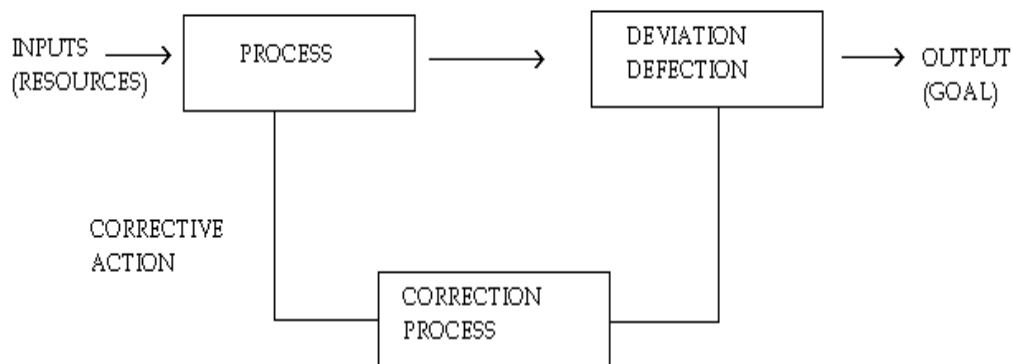 INPUTS
(RESOURCES)
PROCESS
DEVIATION
DEFECTION
OUTPUT
(GOAL)
CORRECTIVE
ACTION
CORRECTION
PROCESS